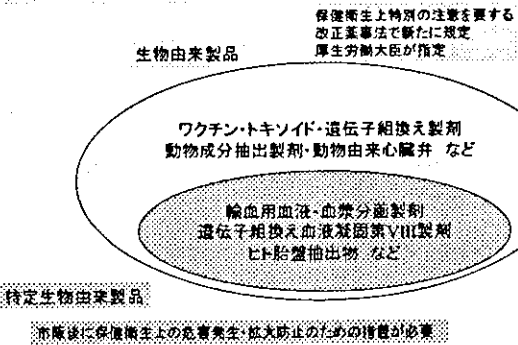 保健衛生上特別の注意を要する
改正薬事法で新たに規定
厚生労働大臣が指定
生物由来製品
ワクチン・トキソイド・遺伝子組換え製剤
動物成分抽出製剤・動物由来心臓弁 など
輸血用血液・血漿分画製剤
遺伝子組換え血液凝固第VIII製剤
ヒト胎盤抽出物 など
特定生物由来製品
市販後に保健衛生上の危害発生・拡大防止のための措置が必要